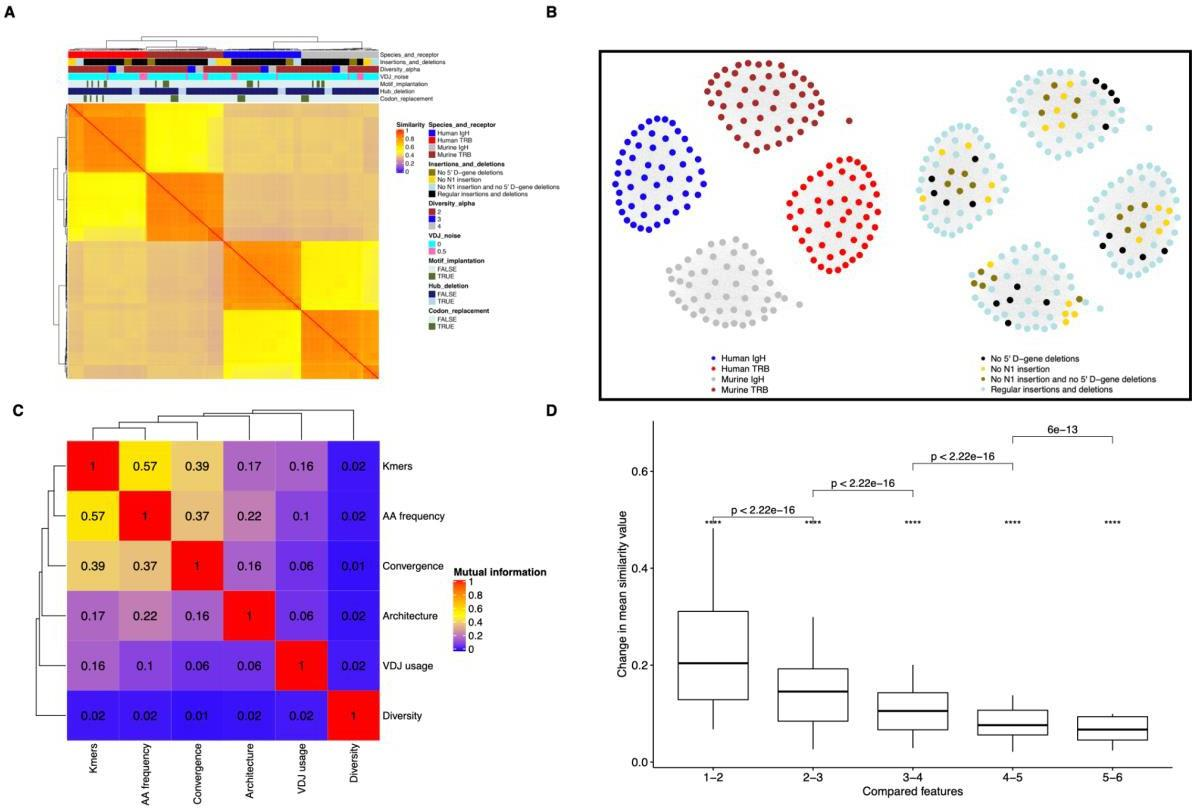 A
B
Species_and_receptor
Insertions_and_deletions
Diversity_alpha
VDJ_noise
Motif_implantation
Hub_deletion
Codon_replacement
Similarity
1
0.8
0.6
0.4
0.2
0
Species_and_receptor
Human IgH
Human TRB
Murine IgH
Murine TRB
Insertions_and_deletions
No 5' D−gene deletions
No N1 insertion
No N1 insertion and no 5' D−gene deletions
Regular insertions and deletions
Diversity_alpha
2
3
4
VDJ_noise
0
0.5
Motif_implantation
FALSE
TRUE
Hub_deletion
FALSE
TRUE
Codon_replacement
FALSE
TRUE
Human IgH
Human TRB
Murine IgH
Murine TRB
No 5' D−gene deletions
No N1 insertion
No N1 insertion and no 5' D−gene deletions
Regular insertions and deletions
C
1 0.57 0.39 0.17 0.16 0.02 Kmers
0.57 1 0.37 0.22 0.1 0.02 AA frequency
0.39 0.37 1 0.16 0.06 0.01 Convergence
0.17 0.22 0.16 1 0.06 0.02 Architecture
0.16 0.1 0.06 0.06 1 0.02 VDJ usage
0.02 0.02 0.01 0.02 0.02 1 Diversity
Kmers AA frequency Convergence Architecture VDJ usage Diversity
Mutual information
1
0.8
0.6
0.4
0.2
0
D
6e−13
p < 2.22e−16
p < 2.22e−16
p < 2.22e−16
**** **** **** **** ****
Change in mean similarity value
0.6
0.4
0.2
0.0
1−2 2−3 3−4 4−5 5−6
Compared features